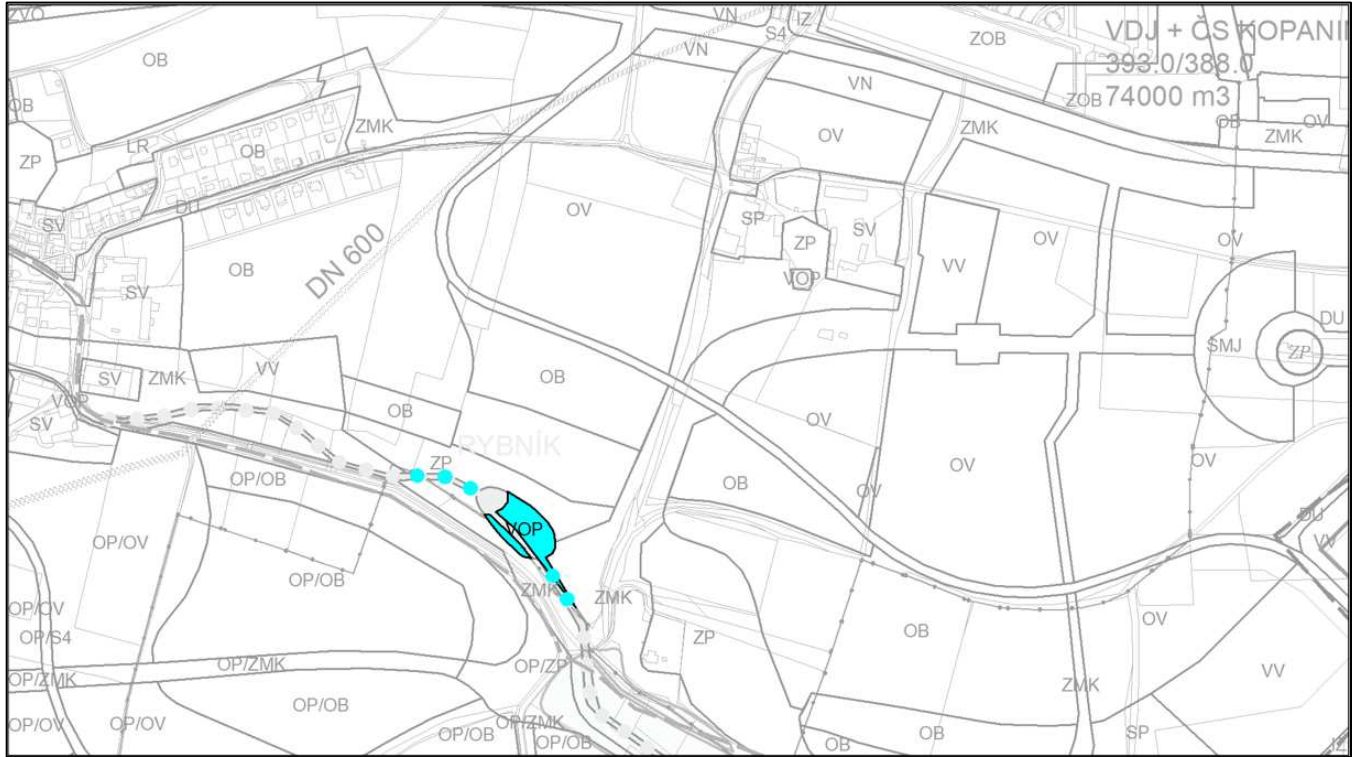 ZVO
VN
S4
IZ
VDJ + ČS KOPANI
OB
VN
ZOB
393.0/388.0
VN
ZOB
74000 m3
OB
ZMK
OV
ZMK
OB
OV
ZMK
LR
OB
ZP
DU
OV
SP
SV
SV
ZP
OV
OV
OB
VV
DN 600
VOP
SV
DU
SMJ
ZP
SV
ZMK
VV
OB
VOP
OB
OV
SV
RYBNÍK
ZP
OV
OV
OP/OB
OB
OV
VOP
DU
OP/OV
VV
OP/OB
ZMK
ZMK
OP/OV
OV
OP/S4
OB
ZP
OP/ZMK
OP/ZP
VV
OP/ZMK
ZMK
OP/OB
OP/OV
OP/OV
OP/ZMK
OP/OB
OP/OB
OB
OB
OB
SP
IZ